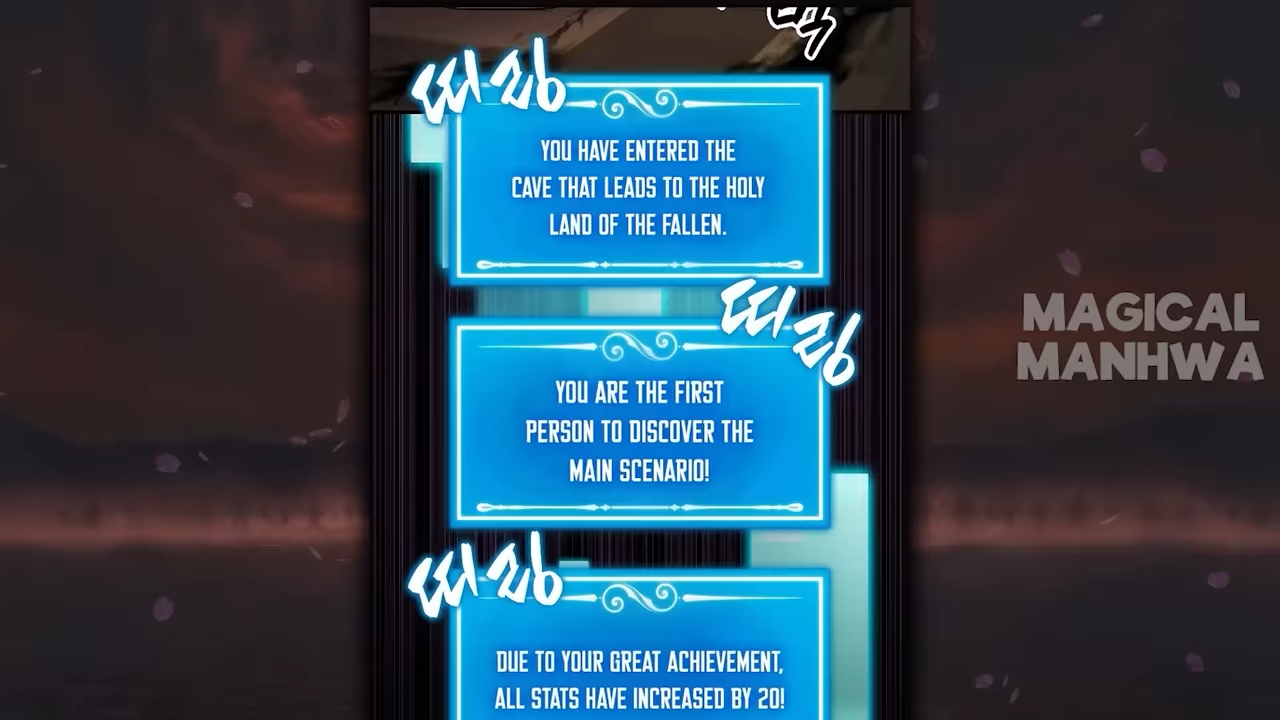 띠링
YOU HAVE ENTERED THE
CAVE THAT LEADS TO THE HOLY
LAND OF THE FALLEN.
띠링
YOU ARE THE FIRST
PERSON TO DISCOVER THE
MAIN SCENARIO!
MAGICAL
MANHWA
띠링
DUE TO YOUR GREAT ACHIEVEMENT,
ALL STATS HAVE INCREASED BY 20!